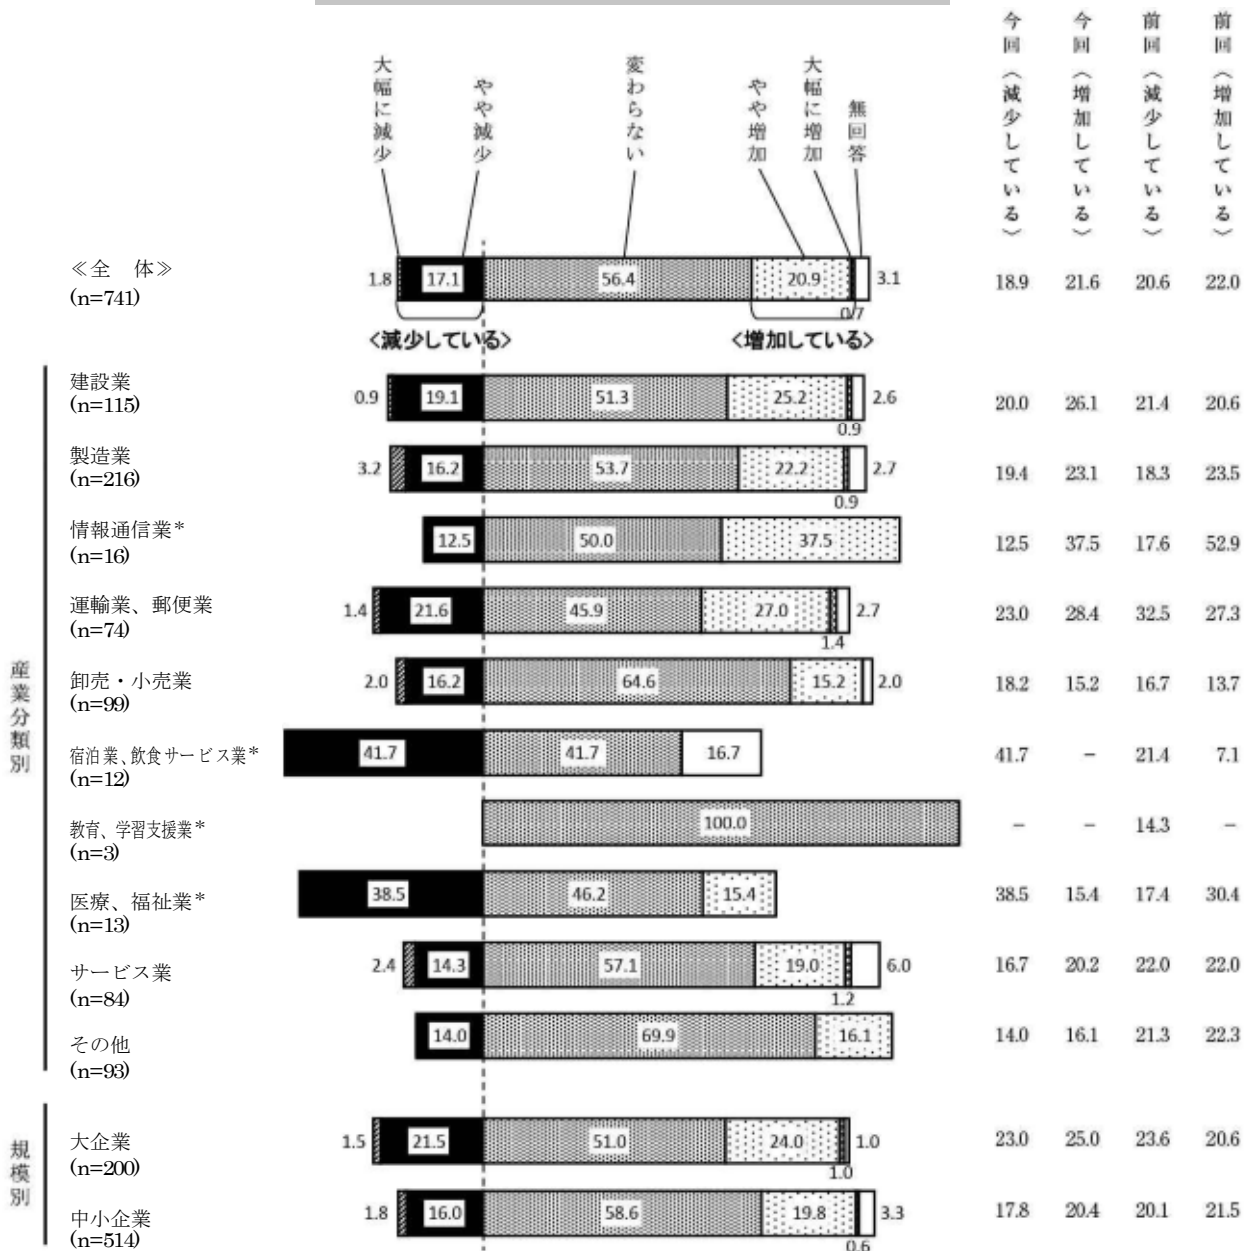 大幅に減少
やや減少
変わらない
やや増加
大幅に増加
無回答
今回〈減少している〉
今回〈増加している〉
前回〈減少している〉
前回〈増加している〉
≪全　体≫
(n=741)
1.8 17.1 56.4 20.9 0.7 3.1 18.9 21.6 20.6 22.0
<減少している> <増加している>
産業分類別
建設業
(n=115)
0.9 19.1 51.3 25.2 0.9 2.6 20.0 26.1 21.4 20.6
製造業
(n=216)
3.2 16.2 53.7 22.2 0.9 2.7 19.4 23.1 18.3 23.5
情報通信業*
(n=16)
12.5 50.0 37.5 12.5 37.5 17.6 52.9
運輸業、郵便業
(n=74)
1.4 21.6 45.9 27.0 1.4 2.7 23.0 28.4 32.5 27.3
卸売・小売業
(n=99)
2.0 16.2 64.6 15.2 2.0 18.2 15.2 16.7 13.7
宿泊業、飲食サービス業*
(n=12)
41.7 41.7 16.7 41.7 － 21.4 7.1
教育、学習支援業*
(n=3)
100.0 － － 14.3 －
医療、福祉業*
(n=13)
38.5 46.2 15.4 38.5 15.4 17.4 30.4
サービス業
(n=84)
2.4 14.3 57.1 19.0 1.2 6.0 16.7 20.2 22.0 22.0
その他
(n=93)
14.0 69.9 16.1 14.0 16.1 21.3 22.3
規模別
大企業
(n=200)
1.5 21.5 51.0 24.0 1.0 1.0 23.0 25.0 23.6 20.6
中小企業
(n=514)
1.8 16.0 58.6 19.8 0.6 3.3 17.8 20.4 20.1 21.5